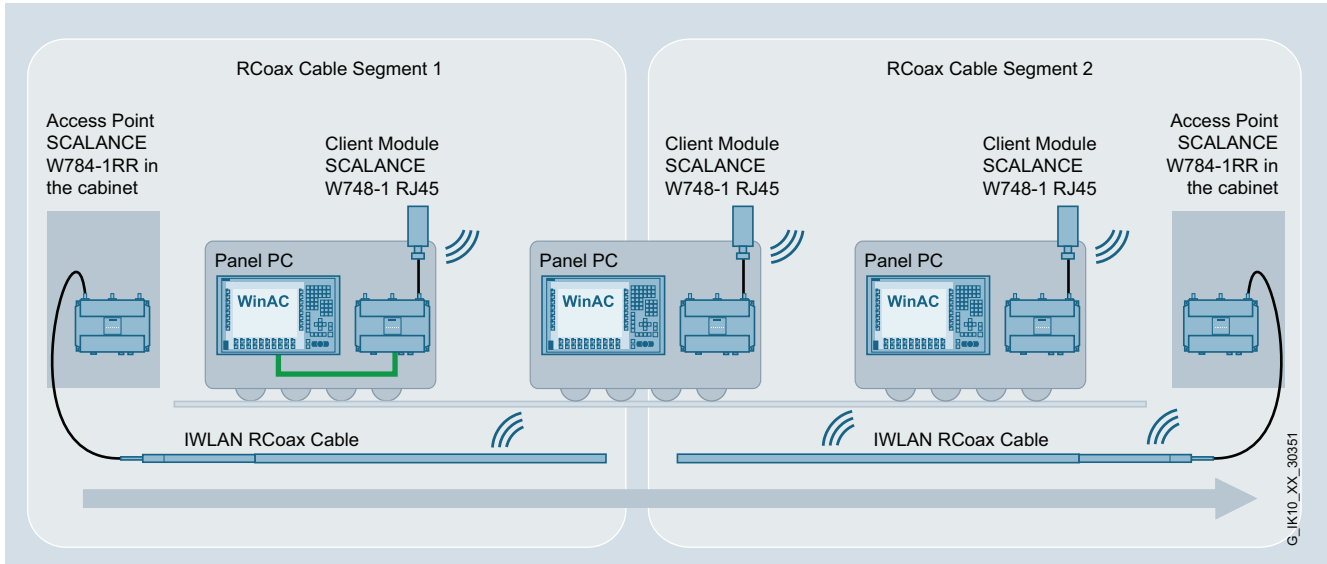 RCoax Cable Segment 1
RCoax Cable Segment 2
Access Point
SCALANCE
W784-1RR in
the cabinet
Client Module
SCALANCE
W748-1 RJ45
Client Module
SCALANCE
W748-1 RJ45
Client Module
SCALANCE
W748-1 RJ45
Access Point
SCALANCE
W784-1RR in
the cabinet
Panel PC
WinAC
Panel PC
WinAC
Panel PC
WinAC
IWLAN RCoax Cable
IWLAN RCoax Cable
G_IK10_XX_30351